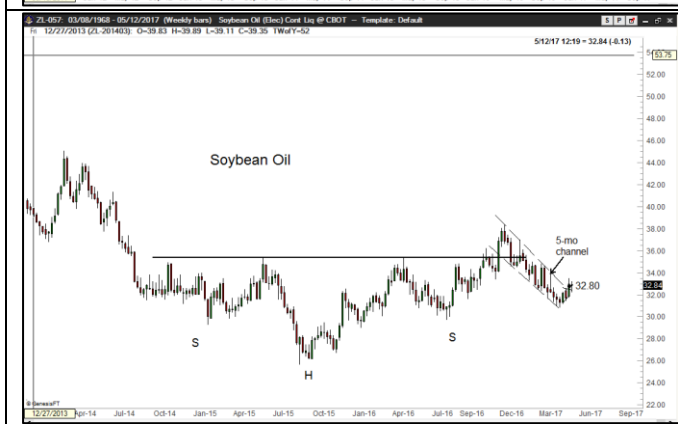 ZL-057: 03/08/1968 - 05/12/2017 (Weekly bars) Soybean Oil (Elec) Cont Liq @ CBOT -- Template: Default
S P
Fri 12/27/2013 (ZL-201403): O=39.83 H=39.89 L=39.11 C=39.35 TWofY=52
5/12/17 12:19 = 32.84 (-0.13)
53.75
52.00
50.00
48.00
46.00
Soybean Oil
44.00
42.00
40.00
38.00
5-mo
channel
36.00
34.00
32.80
32.84
32.00
30.00
S
S
28.00
H
26.00
24.00
© GenesisFT
22.00
12/27/2013 Apr-14 Jul-14 Oct-14 Jan-15 Apr-15 Jul-15 Oct-15 Jan-16 Apr-16 Jul-16 Sep-16 Dec-16 Mar-17 Jun-17 Sep-17